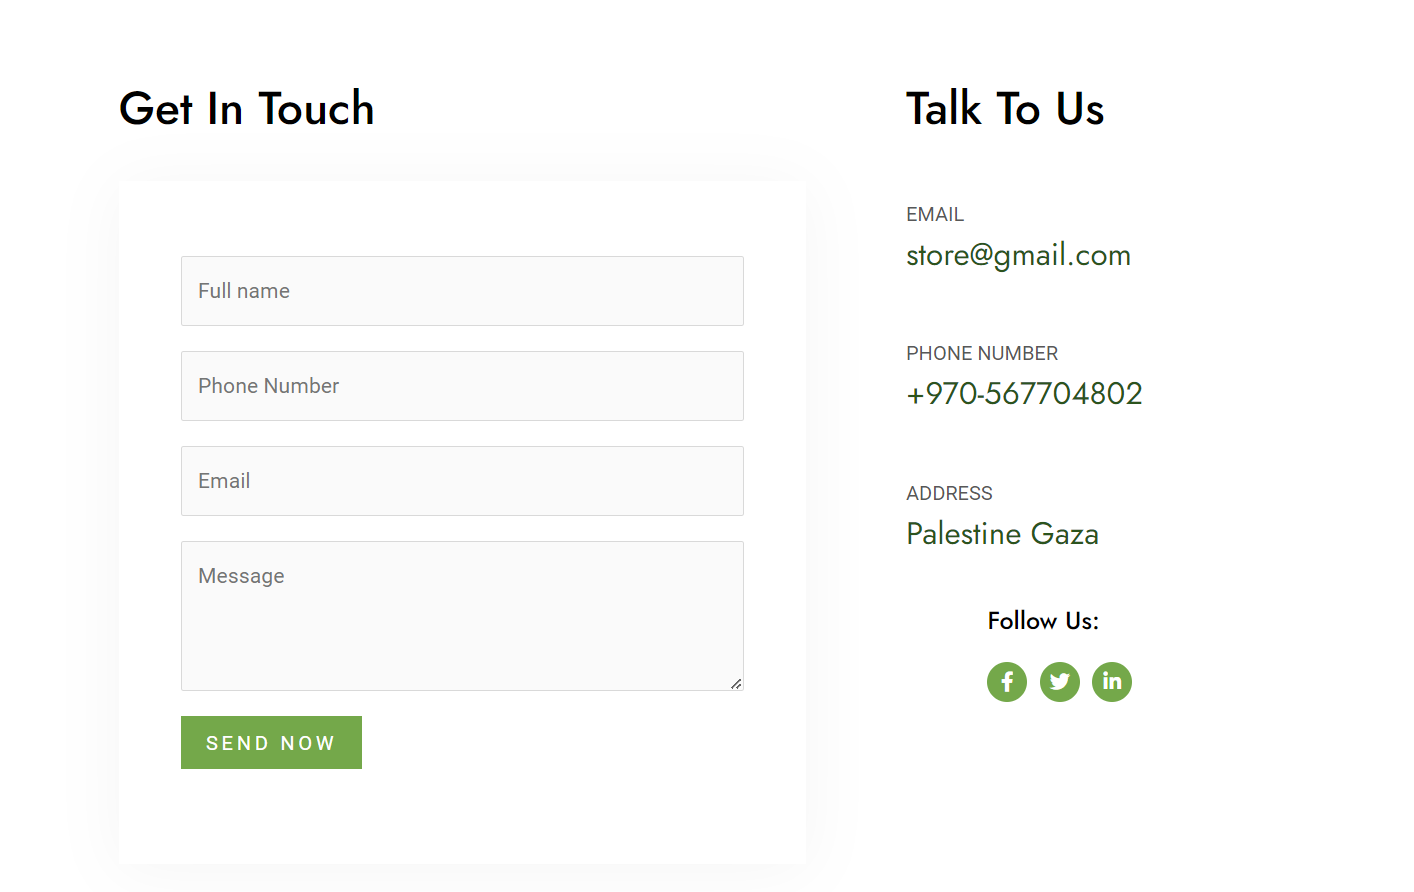 Get In Touch
Full name
Phone Number
Email
Message
SEND NOW
Talk To Us
EMAIL
store@gmail.com
PHONE NUMBER
+970-567704802
ADDRESS
Palestine Gaza
Follow Us: